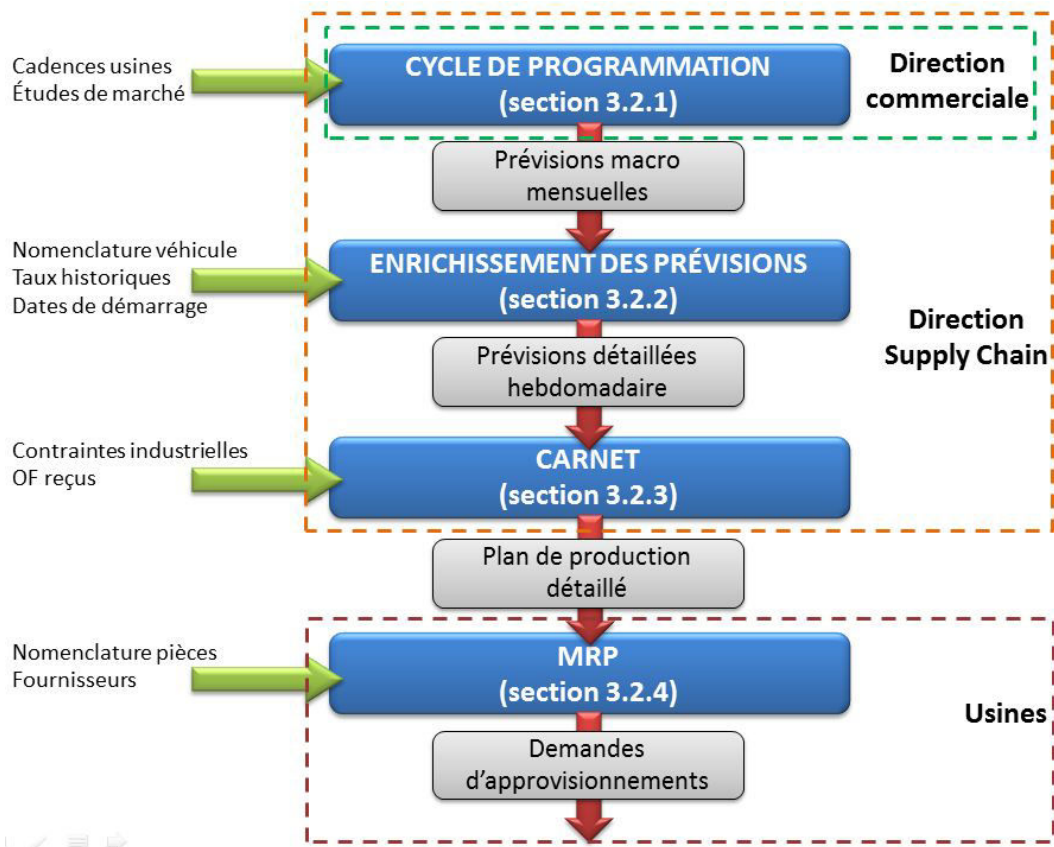 Cadences usines
Études de marché
CYCLE DE PROGRAMMATION
(section 3.2.1)
Direction
commerciale
Prévisions macro
mensuelles
Nomenclature véhicule
Taux historiques
Dates de démarrage
ENRICHISSEMENT DES PRÉVISIONS
(section 3.2.2)
Direction
Supply Chain
Prévisions détaillées
hebdomadaire
Contraintes industrielles
OF reçus
CARNET
(section 3.2.3)
Plan de production
détaillé
Nomenclature pièces
Fournisseurs
MRP
(section 3.2.4)
Usines
Demandes
d’approvisionnements